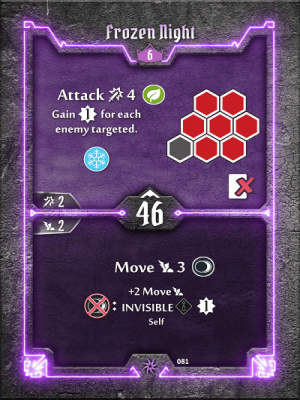 Frozen Night
6
Attack 4
Gain 1 for each
enemy targeted.
2
46
2
Move 3
+2 Move
: INVISIBLE 1
Self
081